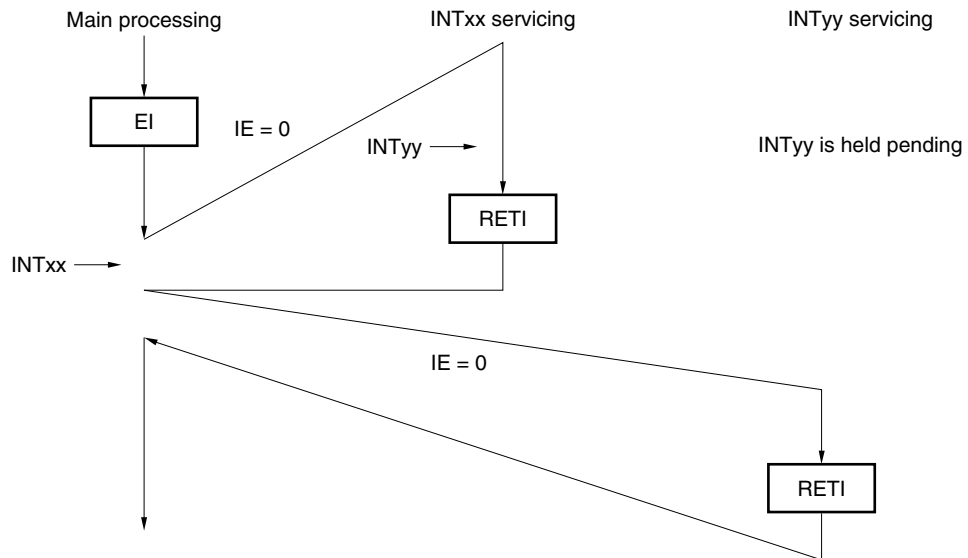 Main processing
INTxx servicing
INTyy servicing
EI
IE = 0
INTyy
INTyy is held pending
RETI
INTxx
IE = 0
RETI